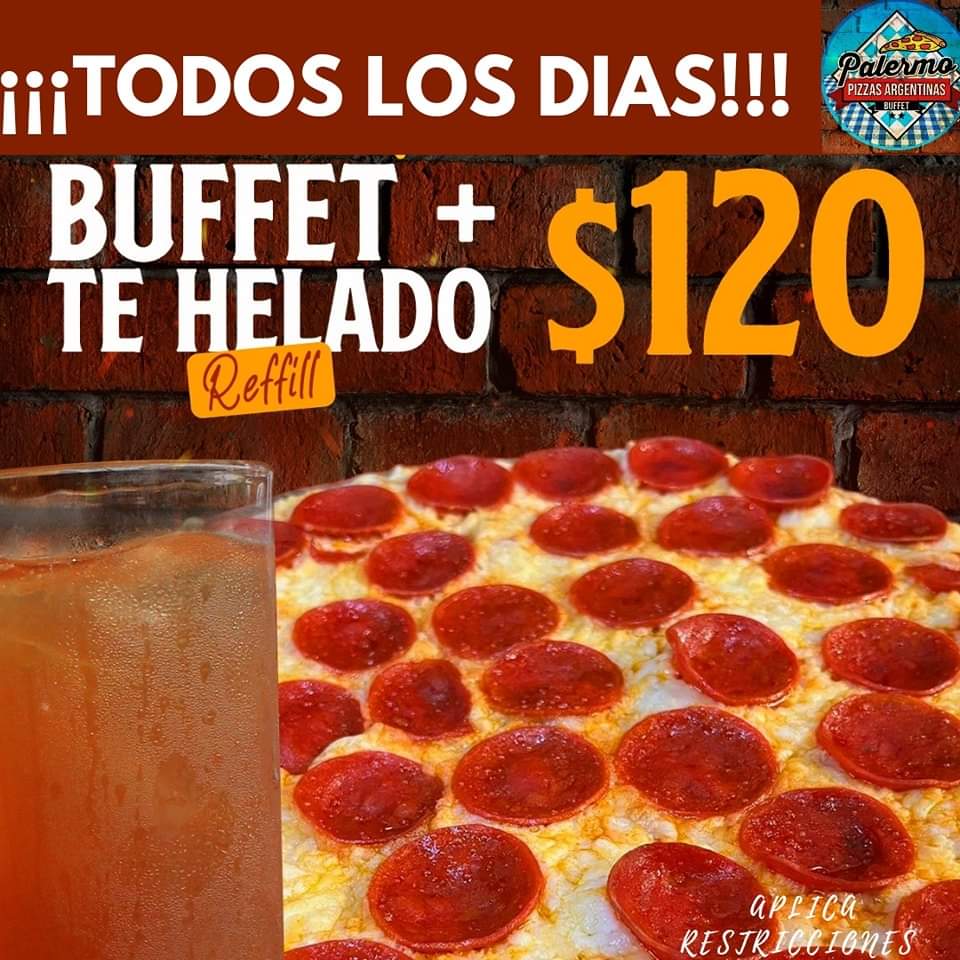 ¡¡¡TODOS LOS DIAS!!!
Palermo
PIZZAS ARGENTINAS
BUFFET
BUFFET +
TE HELADO
Reffill
$120
APLICA
RESTRICCIONES